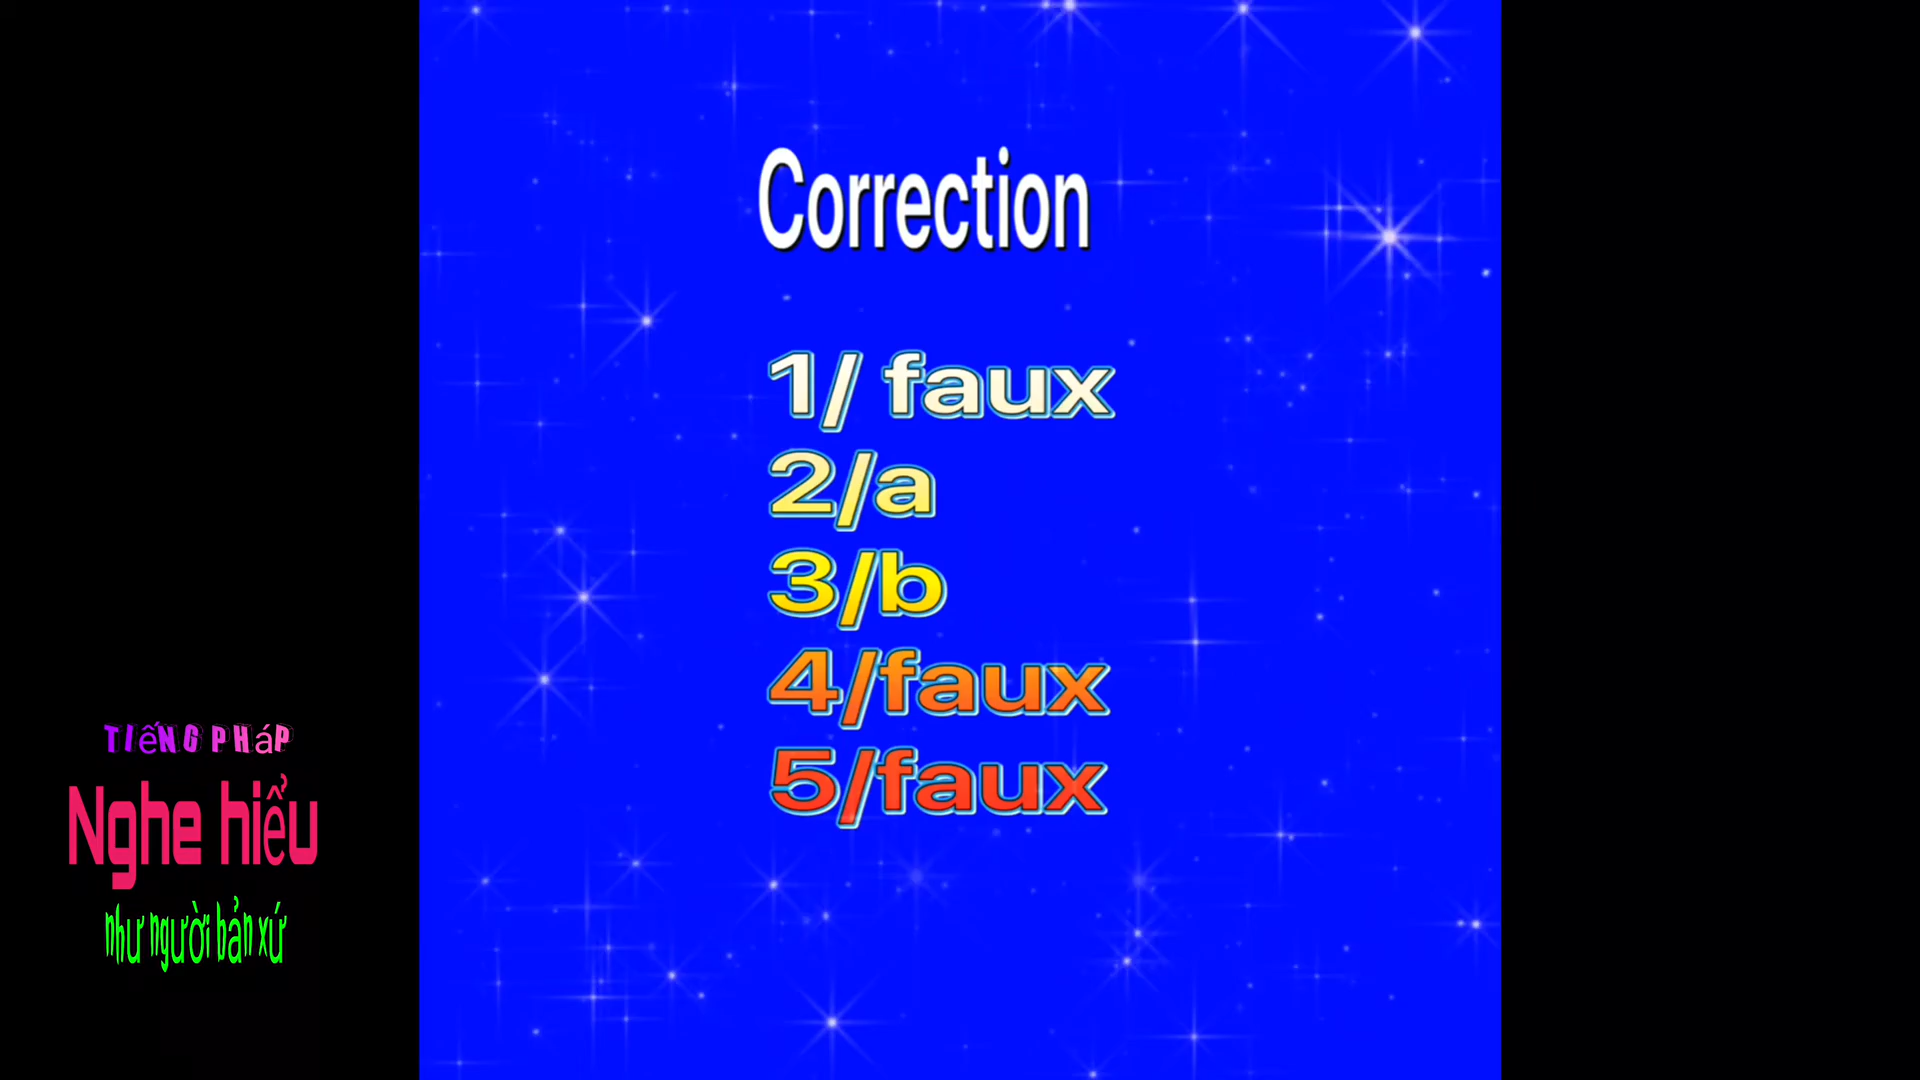 Correction
1/ faux
2/a
3/b
4/faux
5/faux
TIếNG PHáP
Nghe hiểu
như người bản xứ